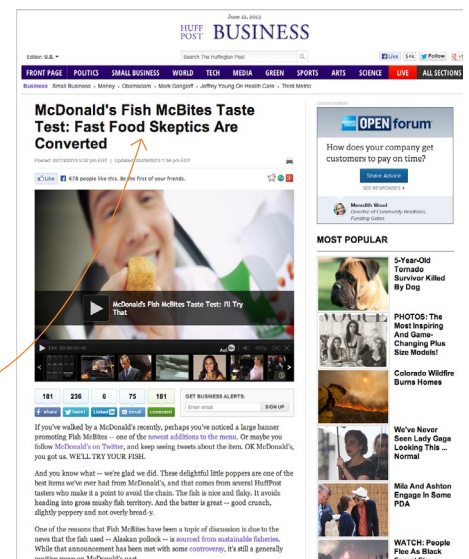 June 12, 2013
HUFF POST BUSINESS
Edition: U.S.
Search The Huffington Post
Like 54k Follow
FRONT PAGE POLITICS SMALL BUSINESS WORLD TECH MEDIA GREEN SPORTS ARTS SCIENCE LIVE ALL SECTIONS
Business Small Business • Money • Obamacare • Mark Gongloff • Jeffrey Young On Health Care • Third Metric
McDonald's Fish McBites Taste
Test: Fast Food Skeptics Are
Converted
Like 678 people like this. Be the first of your friends.
McDonald's Fish McBites Taste Test: I'll Try
That
181 236 6 75 181
share tweet Linked in email comment
GET BUSINESS ALERTS:
Enter email SIGN UP
If you've walked by a McDonald's recently, perhaps you've noticed a large banner
promoting Fish McBites -- one of the newest additions to the menu. Or maybe you
follow McDonald's on Twitter, and keep seeing tweets about the item. OK McDonald's,
you got us. WE'LL TRY YOUR FISH.
And you know what -- we're glad we did. These delightful little poppers are one of the
best items we've ever had from McDonald's, and that comes from several HuffPost
tasters who make it a point to avoid the chain. The fish is nice and flaky. It avoids
heading into gross mushy fish territory. And the batter is great -- good crunch,
slightly peppery and not overly bread-y.
One of the reasons that Fish McBites have been a topic of discussion is due to the
news that the fish used -- Alaskan pollock -- is sourced from sustainable fisheries.
While that announcement has been met with some controversy, it's still a generally
ADVERTISEMENT
OPEN forum
How does your company get
customers to pay on time?
Share Advice
SEE RESPONSES
Meredith Wood
Director of Community Relations,
Funding Gates
MOST POPULAR
5-Year-Old
Tornado
Survivor Killed
By Dog
PHOTOS: The
Most Inspiring
And Game-
Changing Plus
Size Models!
Colorado Wildfire
Burns Homes
We've Never
Seen Lady Gaga
Looking This ...
Normal
Mila And Ashton
Engage In Some
PDA
WATCH: People
Flee As Black